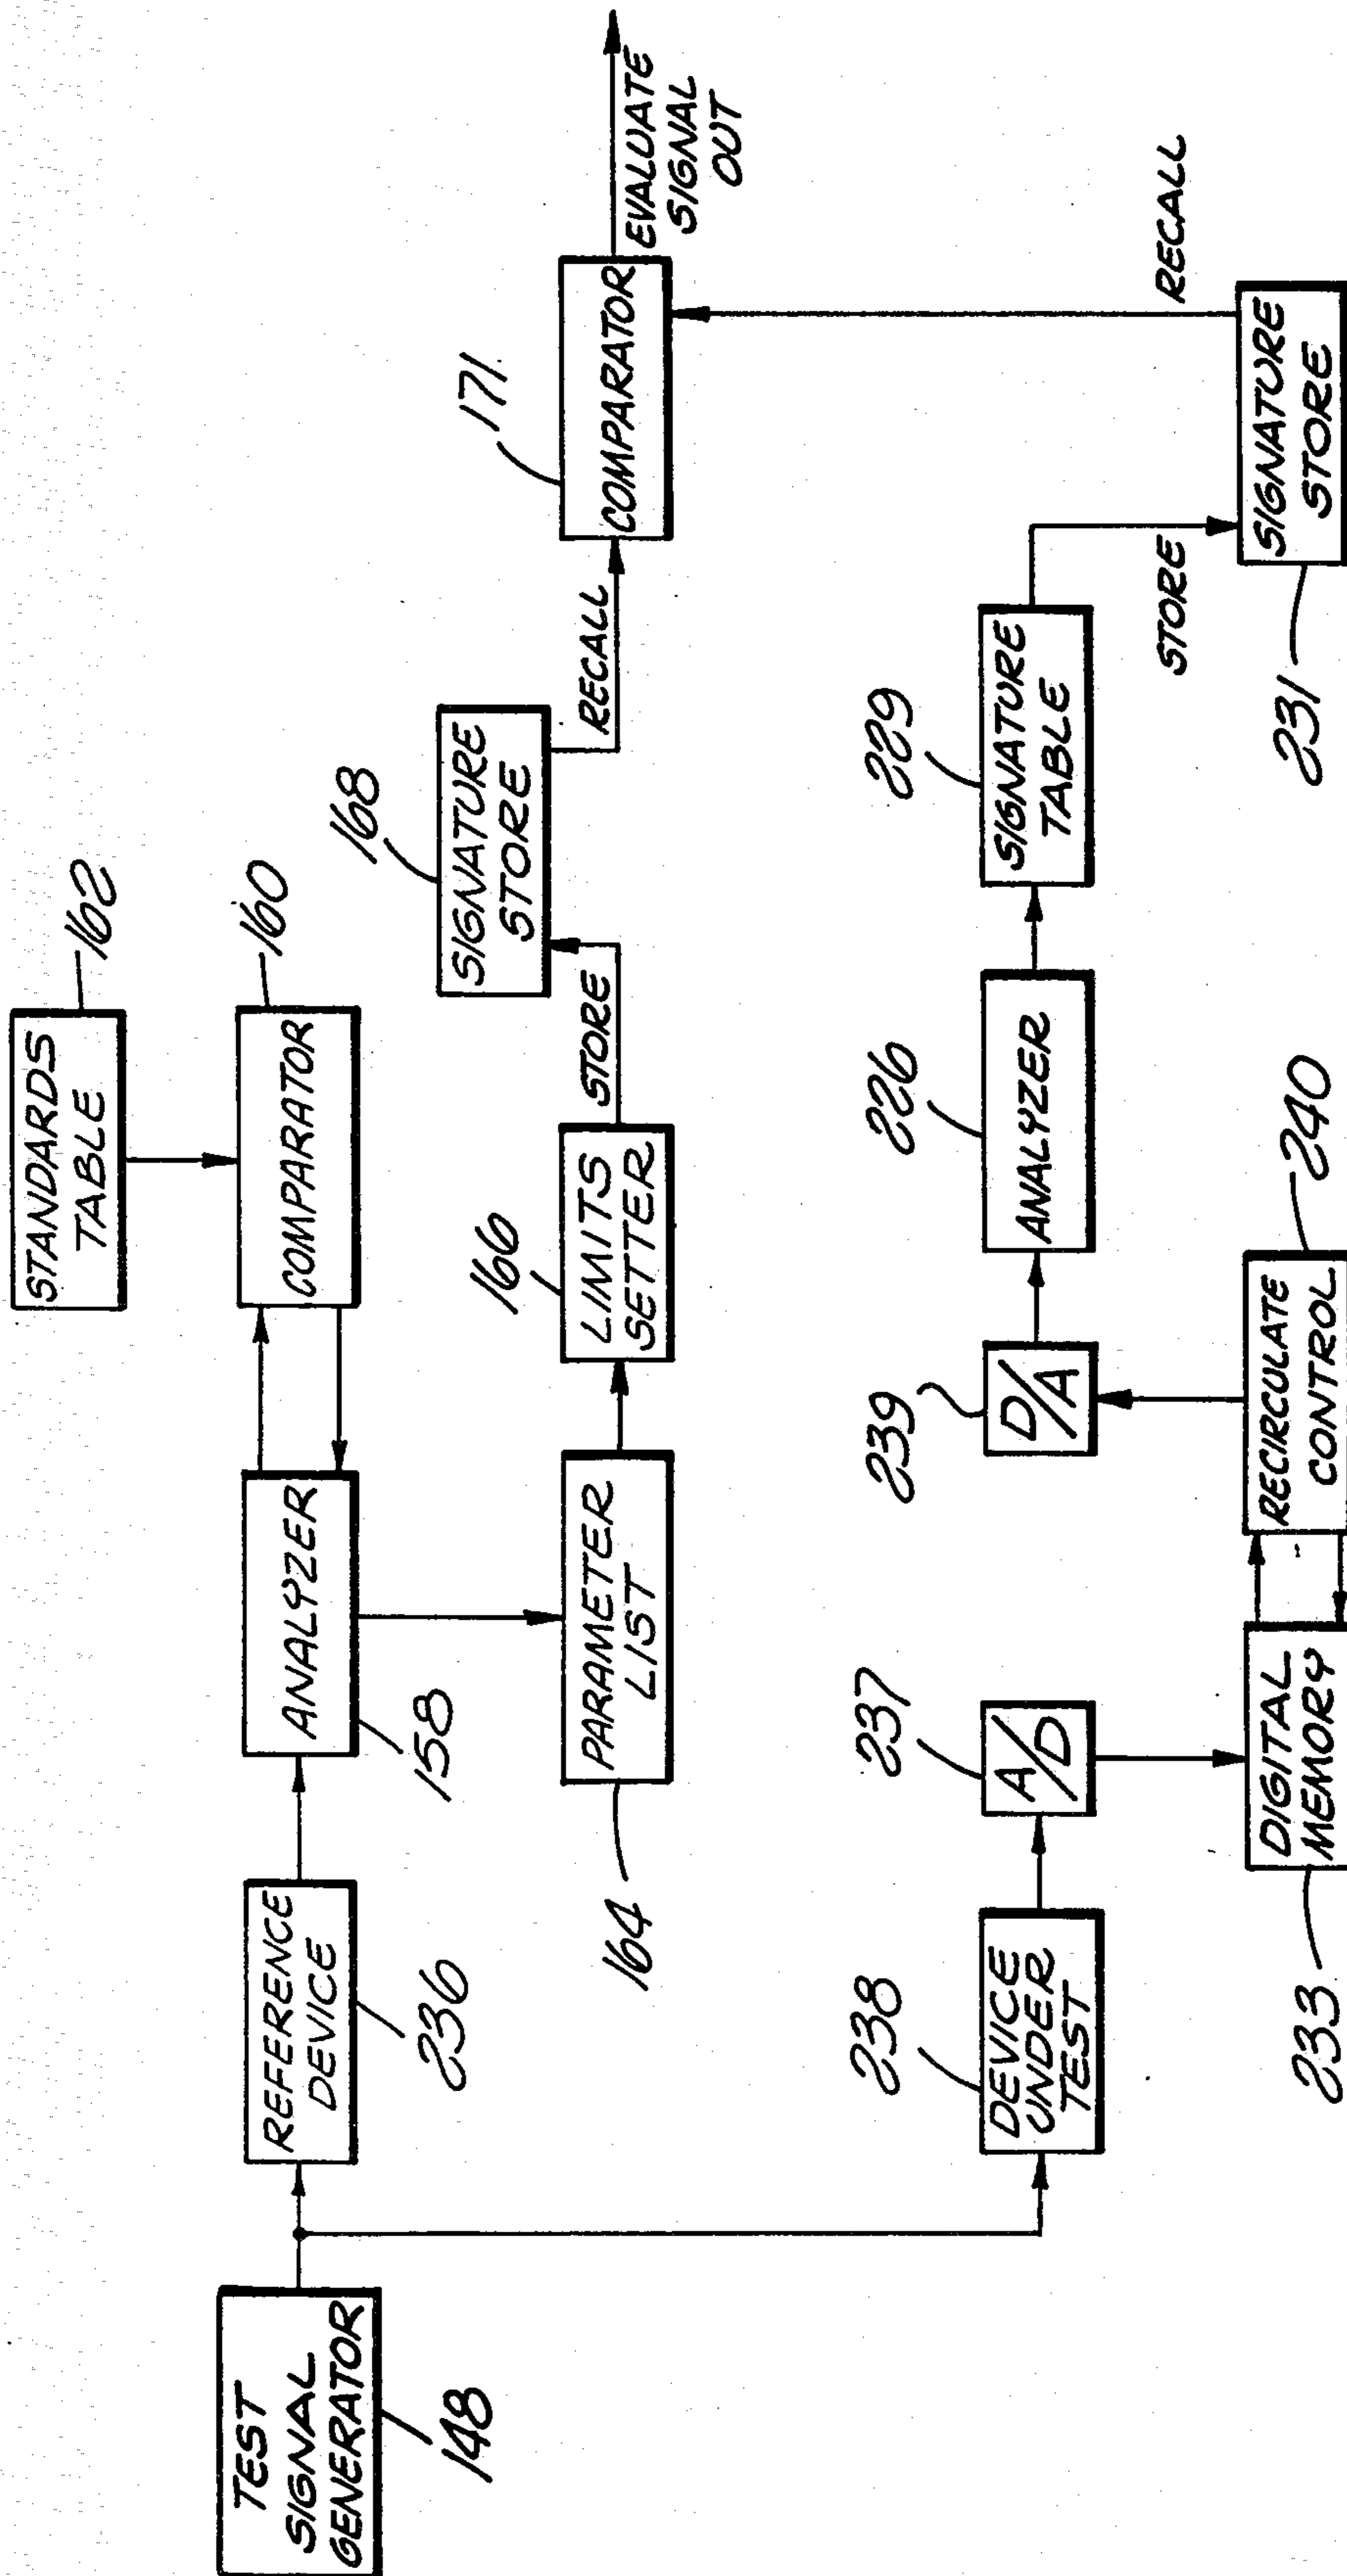 STANDARDS
TABLE
162
COMPARATOR
160
TEST
SIGNAL
GENERATOR
148
REFERENCE
DEVICE
236
ANALYZER
158
PARAMETER
LIST
164
LIMITS
SETTER
166
STORE
SIGNATURE
STORE
168
RECALL
COMPARATOR
171
EVALUATE
SIGNAL
OUT
DEVICE
UNDER
TEST
238
A/D
237
DIGITAL
MEMORY
233
RECIRCULATE
CONTROL
240
D/A
239
ANALYZER
226
SIGNATURE
TABLE
229
STORE
SIGNATURE
STORE
231
RECALL